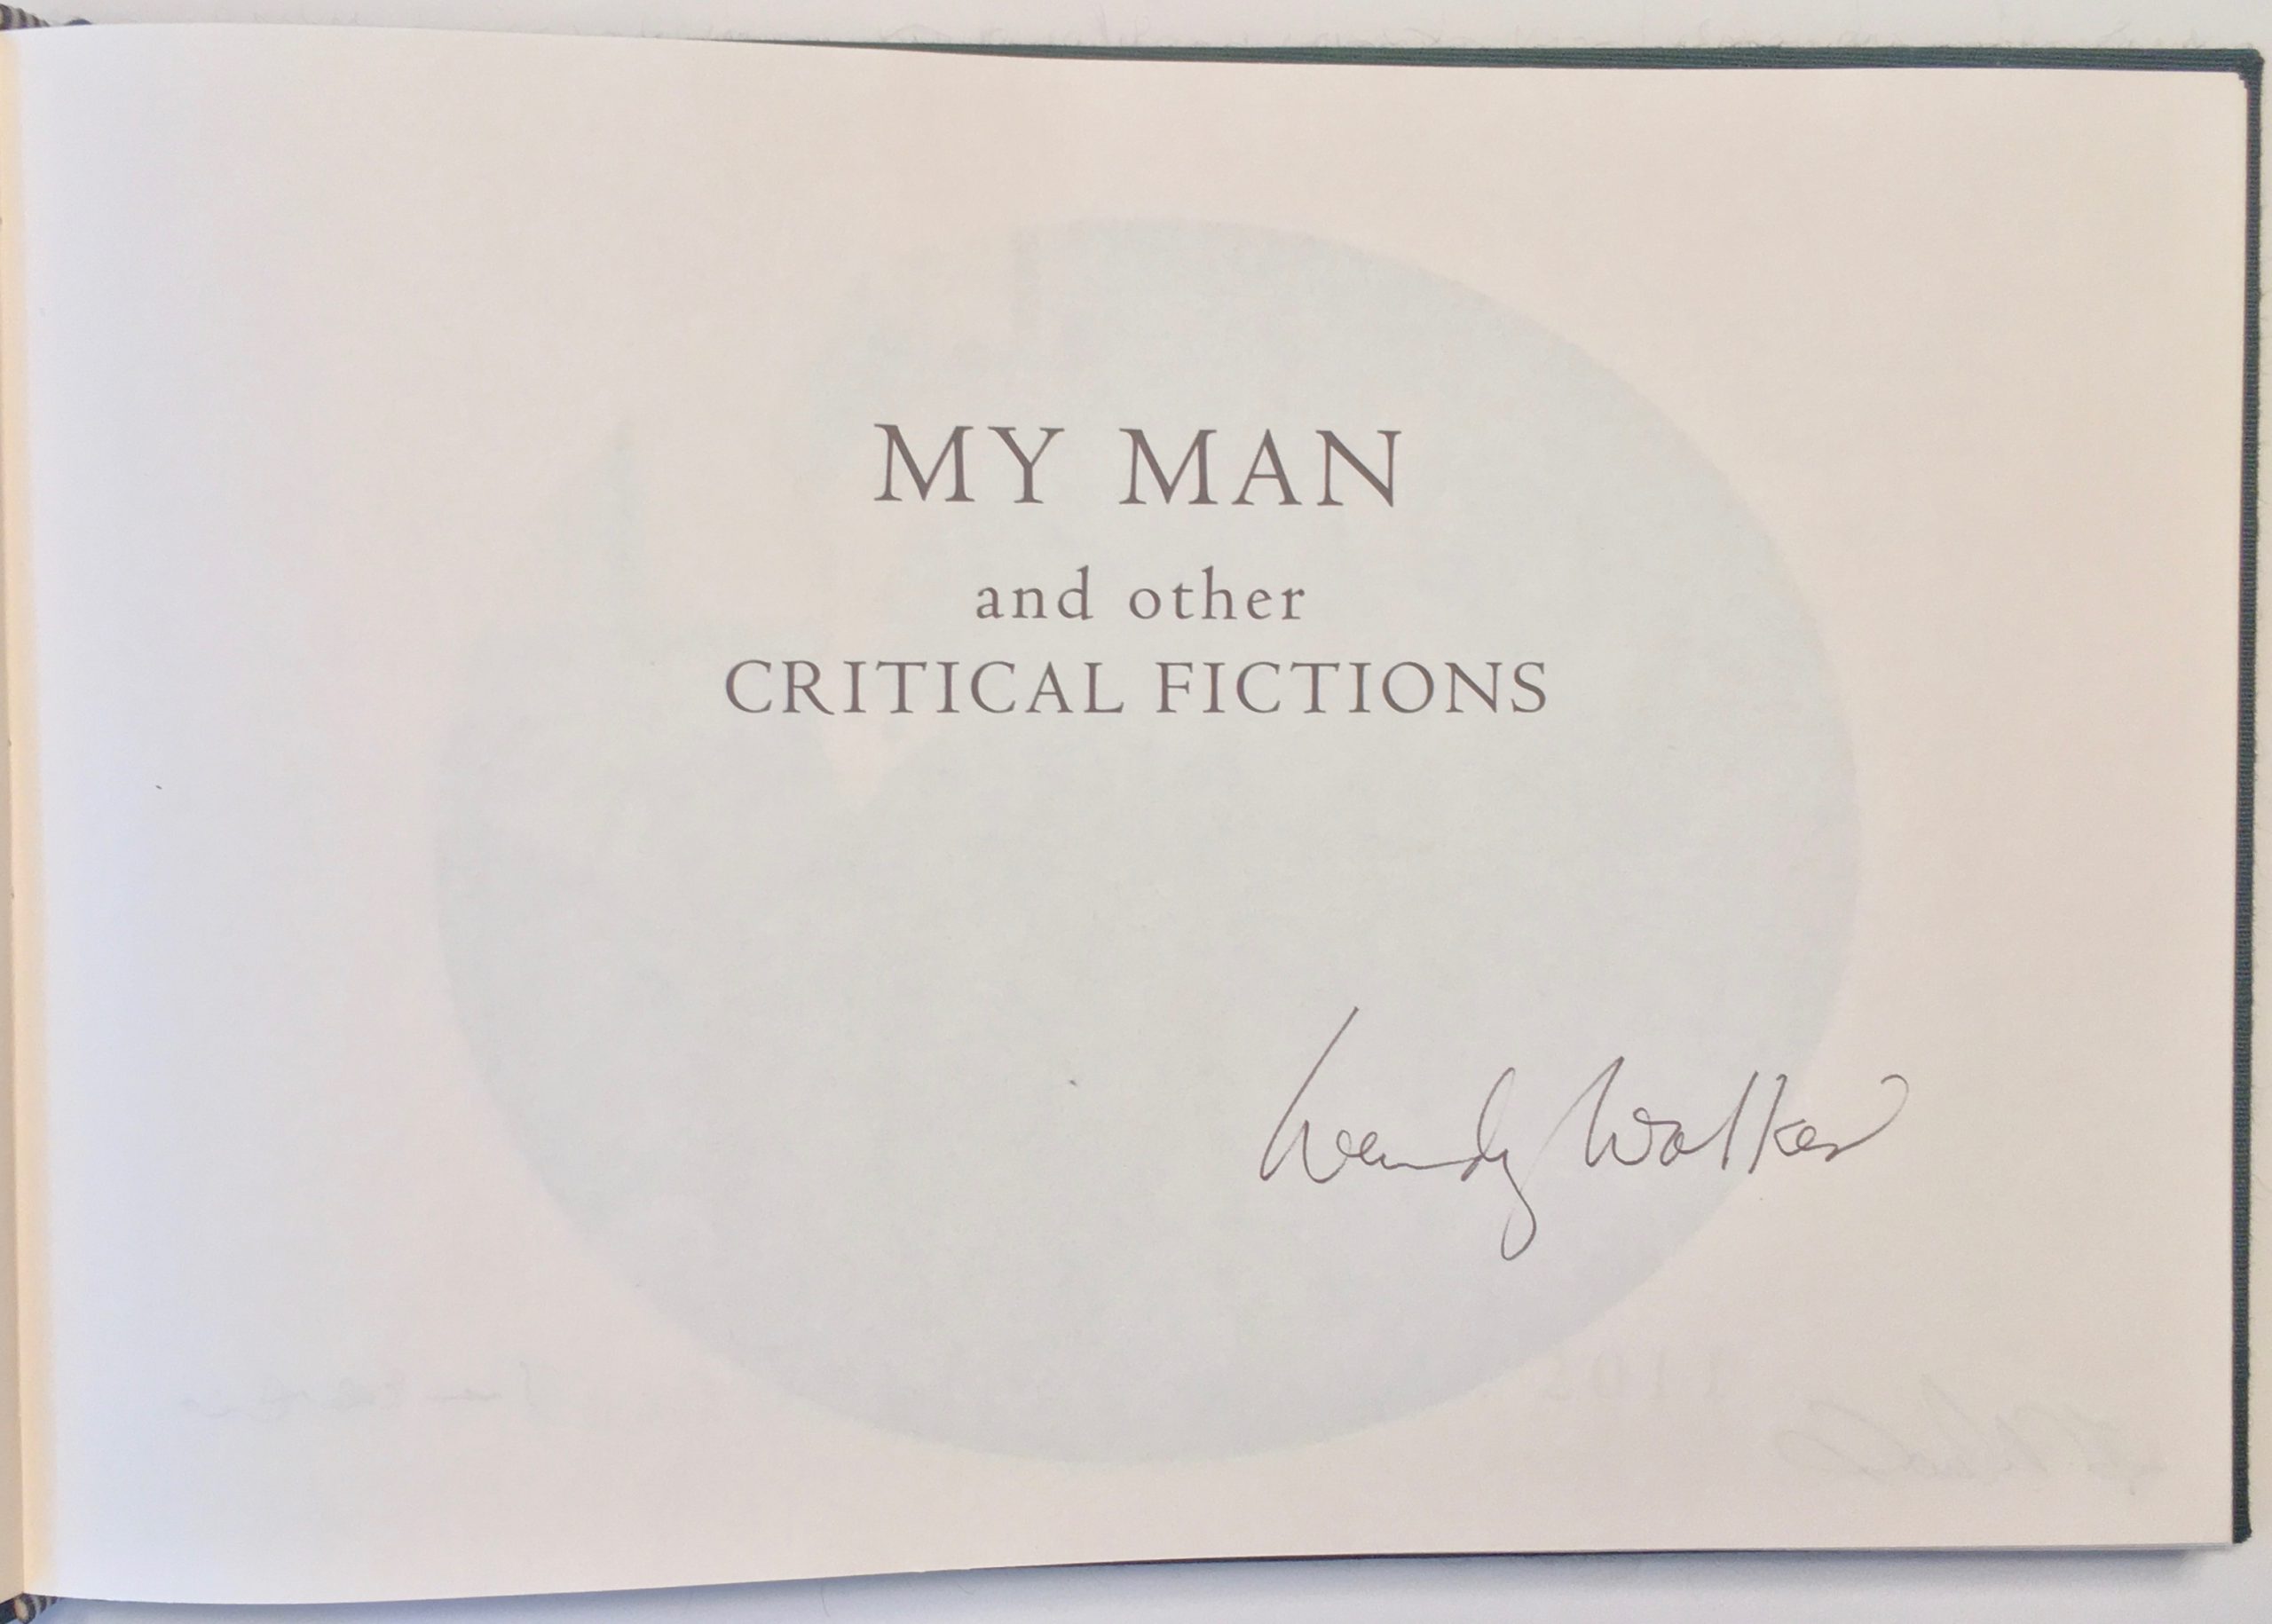 MY MAN
and other
CRITICAL FICTIONS
Wendy Walker